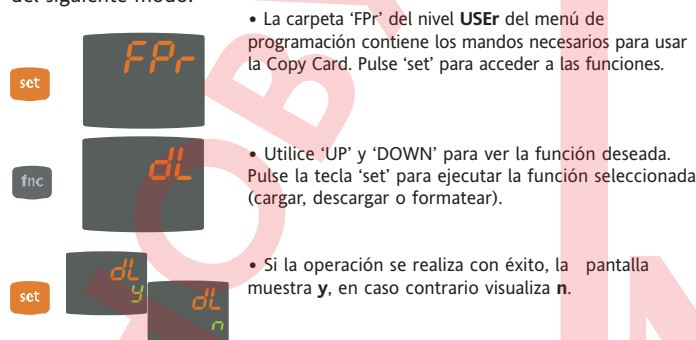 del siguiente modo:
• La carpeta 'FPr' del nivel USEr del menú de
programación contiene los mandos necesarios para usar
la Copy Card. Pulse 'set' para acceder a las funciones.
FPr
set
• Utilice 'UP' y 'DOWN' para ver la función deseada.
Pulse la tecla 'set' para ejecutar la función seleccionada
(cargar, descargar o formatear).
dL
fnc
• Si la operación se realiza con éxito, la pantalla
muestra y, en caso contrario visualiza n.
dL
y
set
dL
n